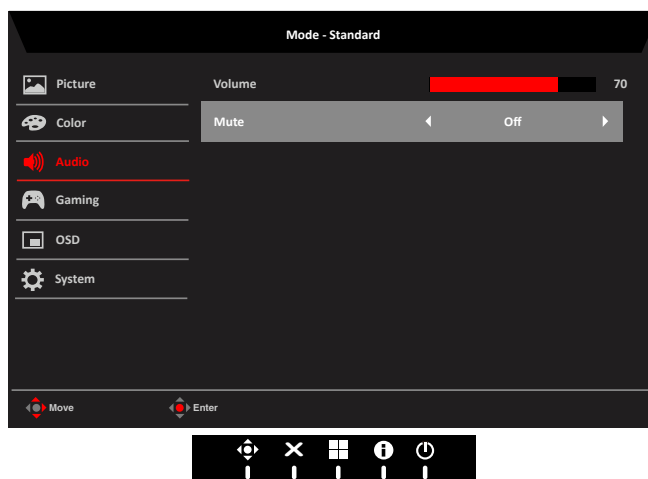 Mode - Standard
Picture
Volume 70
Color
Mute Off
Audio
Gaming
OSD
System
Move Enter